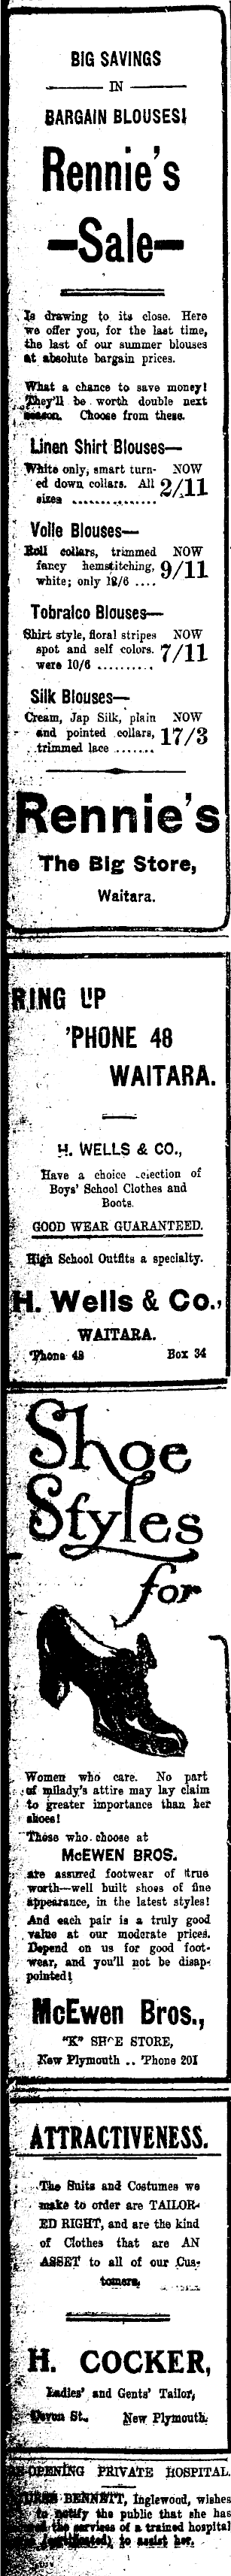 BIG SAVINGS
IN
BARGAIN BLOUSES!
Rennie's
-Sale-
Is drawing to its close. Here
we offer you, for the last time,
the last of our summer blouses
at absolute bargain prices.
What a chance to save money!
They'll be worth double next
season. Choose from these.
Linen Shirt Blouses—
White only, smart turn- NOW
ed down collars. All 2/11
sizes ...............
Voile Blouses—
Roll collars, trimmed NOW
fancy hemstitching, 9/11
white; only 12/6 ....
Tobralco Blouses—
Shirt style, floral stripes NOW
spot and self colors. 7/11
were 10/6 ..........
Silk Blouses—
Cream, Jap Silk, plain NOW
and pointed collars, 17/3
trimmed lace .......
Rennie's
The Big Store,
Waitara.
RING UP
'PHONE 48
WAITARA.
H. WELLS & CO.,
Have a choice selection of
Boys' School Clothes and
Boots.
GOOD WEAR GUARANTEED.
High School Outfits a specialty.
H. Wells & Co.,
WAITARA.
'Phone 48 Box 34
Shoe
Styles
for
Women who care. No part
of milady's attire may lay claim
to greater importance than her
shoes!
Those who choose at
McEWEN BROS.
are assured footwear of true
worth—well built shoes of fine
appearance, in the latest styles!
And each pair is a truly good
value at our moderate prices.
Depend on us for good foot-
wear, and you'll not be disap-
pointed!
McEwen Bros.,
"K" SHOE STORE,
New Plymouth .. 'Phone 201
ATTRACTIVENESS.
The Suits and Costumes we
make to order are TAILOR-
ED RIGHT, and are the kind
of Clothes that are AN
ASSET to all of our Cus-
tomers.
H. COCKER,
Ladies' and Gents' Tailor,
Devon St., New Plymouth.
RE-OPENING PRIVATE HOSPITAL.
NURSE BENNETT, Inglewood, wishes
to notify the public that she has
the services of a trained hospital
(certificated) to assist her.